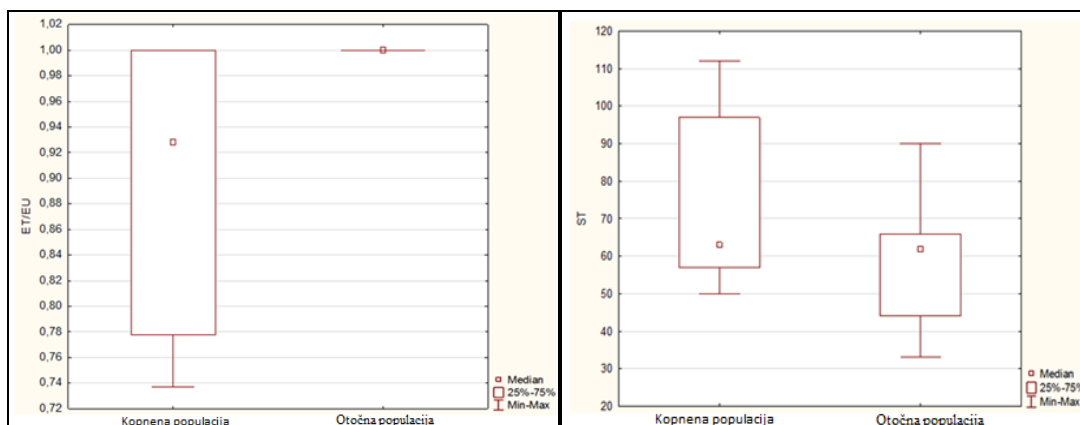 ET/EU
1,02
1,00
0,98
0,96
0,94
0,92
0,90
0,88
0,86
0,84
0,82
0,80
0,78
0,76
0,74
0,72
Kopnena populacija
Otočna populacija
Median
25%-75%
Min-Max
ST
120
110
100
90
80
70
60
50
40
30
20
Kopnena populacija
Otočna populacija
Median
25%-75%
Min-Max